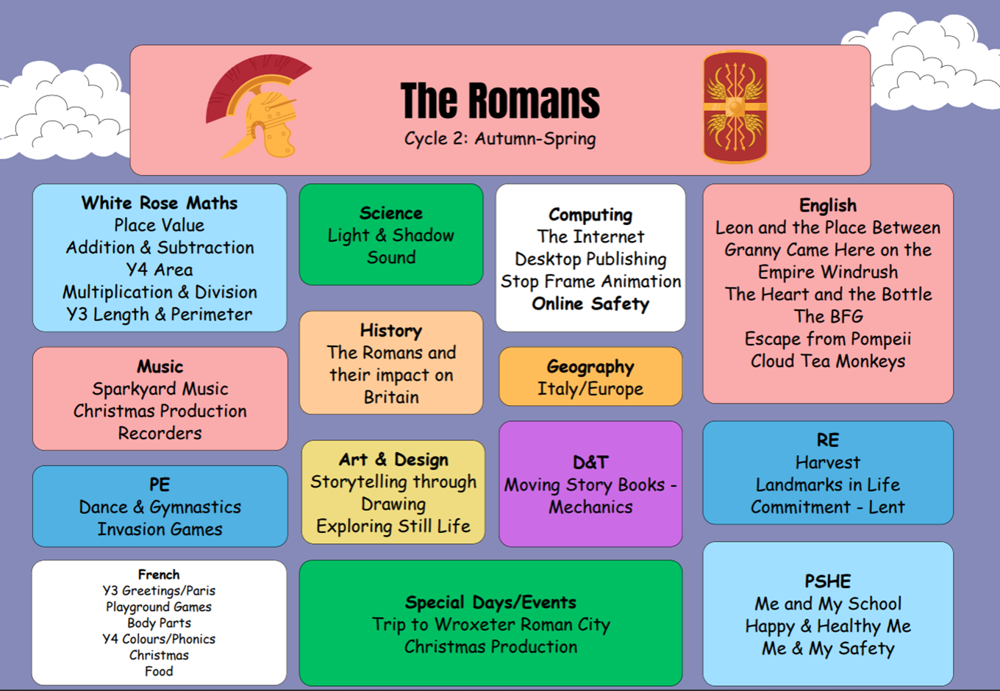 The Romans
Cycle 2: Autumn-Spring
White Rose Maths
Place Value
Addition & Subtraction
Y4 Area
Multiplication & Division
Y3 Length & Perimeter
Science
Light & Shadow
Sound
Computing
The Internet
Desktop Publishing
Stop Frame Animation
Online Safety
English
Leon and the Place Between
Granny Came Here on the
Empire Windrush
The Heart and the Bottle
The BFG
Escape from Pompeii
Cloud Tea Monkeys
Music
Sparkyard Music
Christmas Production
Recorders
History
The Romans and
their impact on
Britain
Geography
Italy/Europe
PE
Dance & Gymnastics
Invasion Games
Art & Design
Storytelling through
Drawing
Exploring Still Life
D&T
Moving Story Books -
Mechanics
RE
Harvest
Landmarks in Life
Commitment - Lent
French
Y3 Greetings/Paris
Playground Games
Body Parts
Y4 Colours/Phonics
Christmas
Food
Special Days/Events
Trip to Wroxeter Roman City
Christmas Production
PSHE
Me and My School
Happy & Healthy Me
Me & My Safety